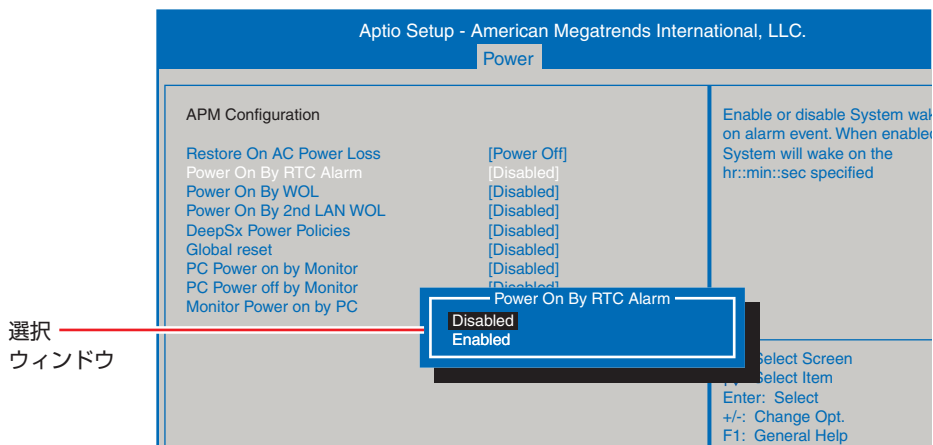 Aptio Setup - American Megatrends International, LLC.
Power
APM Configuration
Restore On AC Power Loss [Power Off]
Power On By RTC Alarm [Disabled]
Power On By WOL [Disabled]
Power On By 2nd LAN WOL [Disabled]
DeepSx Power Policies [Disabled]
Global reset [Disabled]
PC Power on by Monitor [Disabled]
PC Power off by Monitor [Disabled]
Monitor Power on by PC
Power On By RTC Alarm
Disabled
Enabled
選択
ウィンドウ
Enable or disable System
on alarm event. When
System will wake on the
hr::min::sec specified
Select Screen
Select Item
Enter: Select
+/-: Change Opt.
F1: General Help